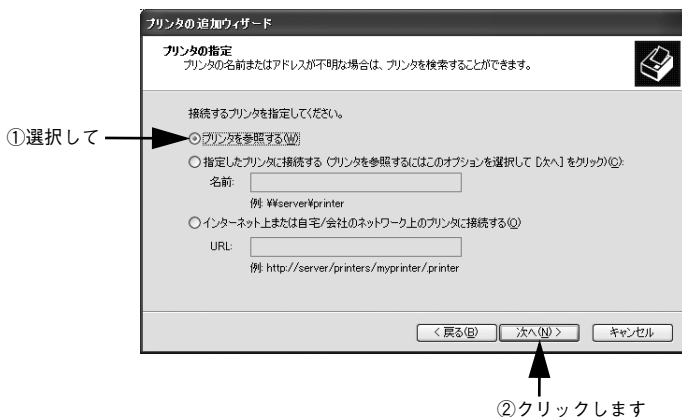 プリンタの追加ウィザード
プリンタの指定
プリンタの名前またはアドレスが不明な場合は、プリンタを検索することができます。
接続するプリンタを指定してください。
①選択して
プリンタを参照する(W)
指定したプリンタに接続する (プリンタを参照するにはこのオプションを選択して [次へ] をクリック)(C):
名前:
例: ¥¥server¥printer
インターネット上または自宅/会社のネットワーク上のプリンタに接続する(O)
URL:
例: http://server/printers/myprinter/.printer
< 戻る(B)
次へ(N) >
キャンセル
②クリックします